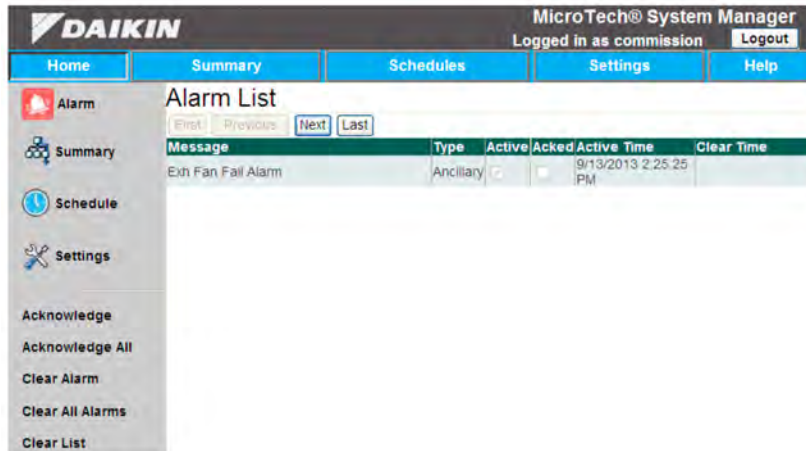 DAIKIN
MicroTech® System Manager
Logged in as commission Logout
Home Summary Schedules Settings Help
Alarm
Summary
Schedule
Settings
Acknowledge
Acknowledge All
Clear Alarm
Clear All Alarms
Clear List
Alarm List
First Previous Next Last
Message Type Active Acked Active Time Clear Time
Exh Fan Fail Alarm Ancillary 9/13/2013 2:25:25
PM